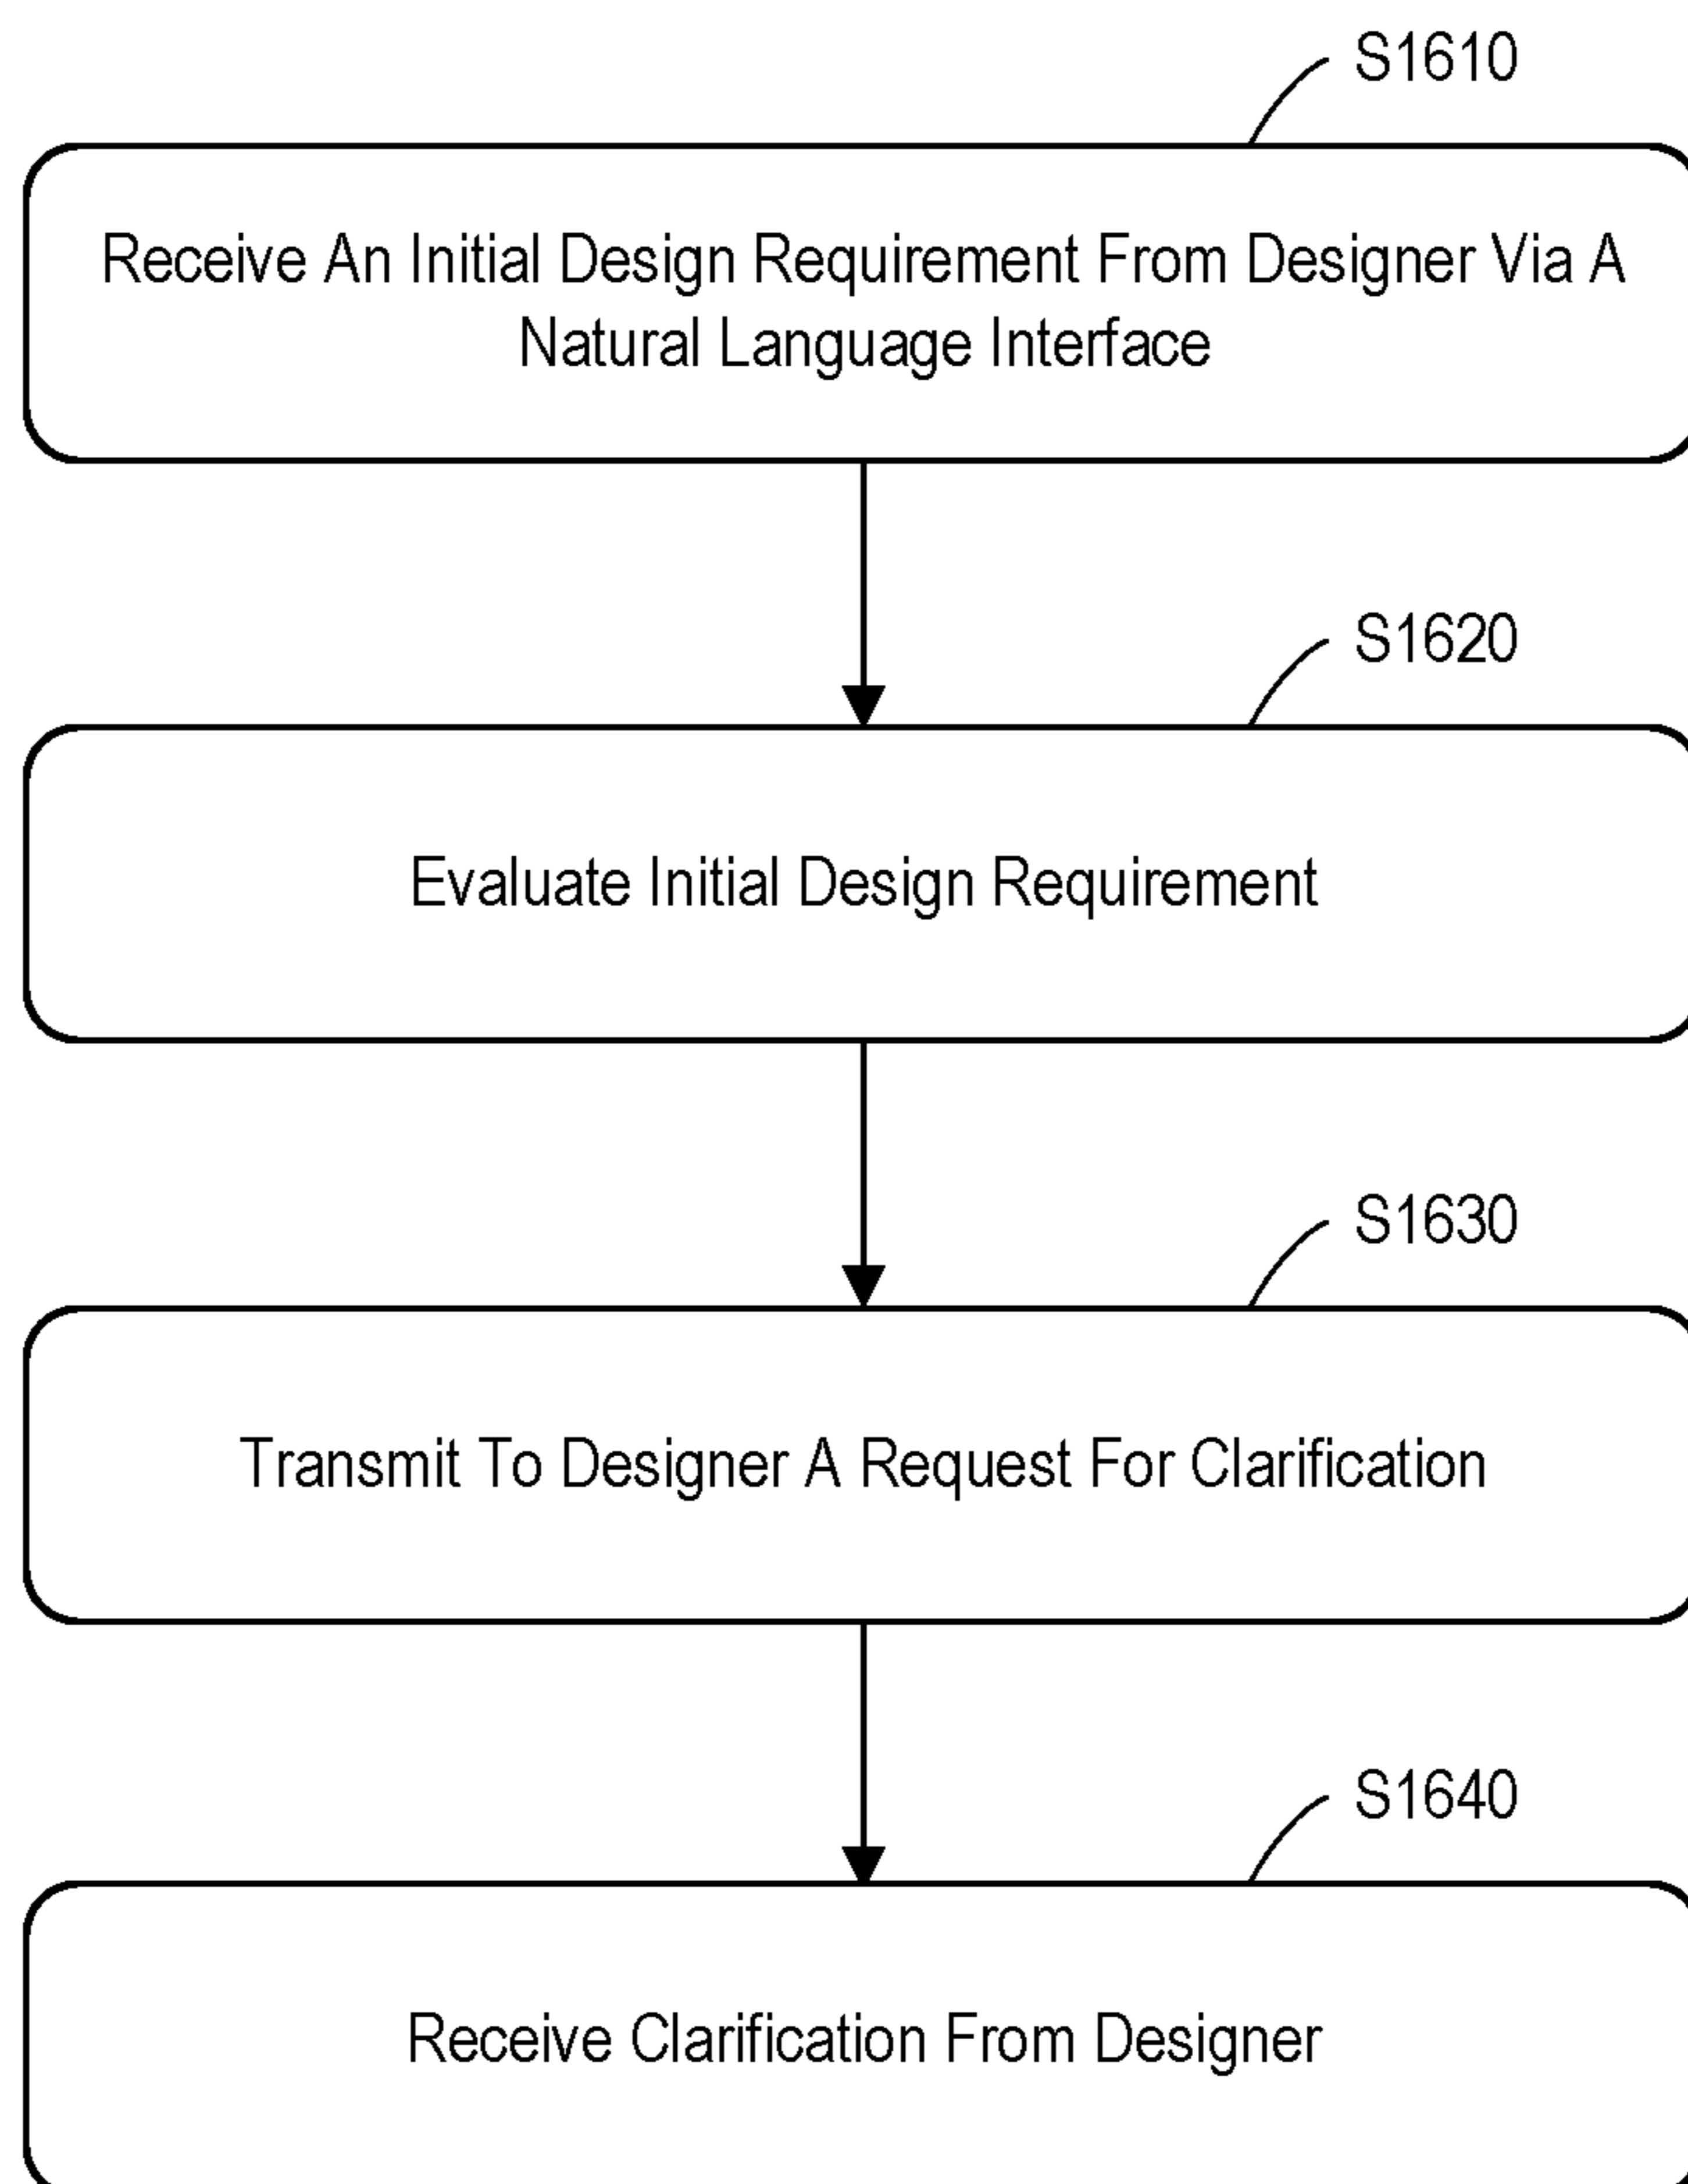 S1610
Receive An Initial Design Requirement From Designer Via A
Natural Language Interface
S1620
Evaluate Initial Design Requirement
S1630
Transmit To Designer A Request For Clarification
S1640
Receive Clarification From Designer